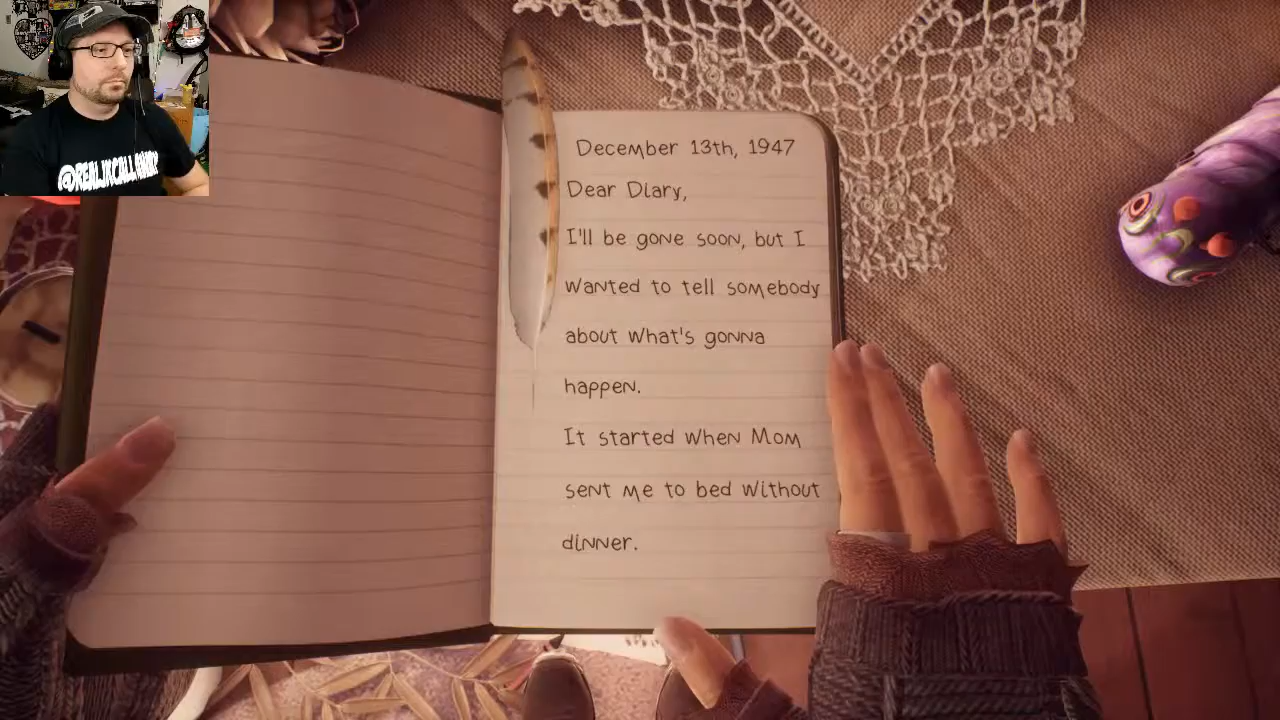 December 13th, 1947
Dear Diary,
I'll be gone soon, but I
wanted to tell somebody
about what's gonna
happen.
It started when Mom
sent me to bed without
dinner.